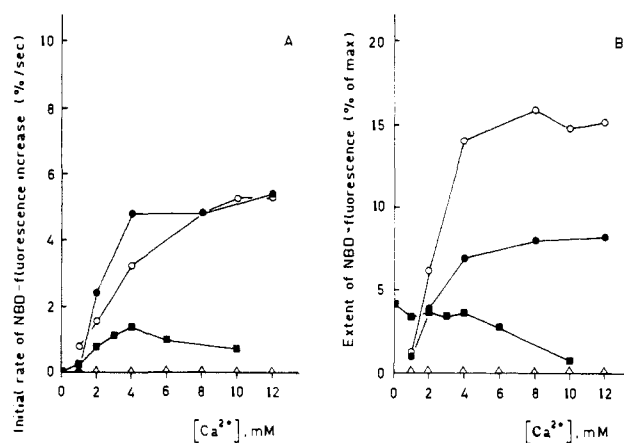 A
Initial rate of NBD-fluorescence increase (%/sec)
10
8
6
4
2
0
0 2 4 6 8 10 12
[Ca²⁺], mM
B
Extent of NBD-fluorescence (% of max)
20
15
10
5
0
0 2 4 6 8 10 12
[Ca²⁺], mM